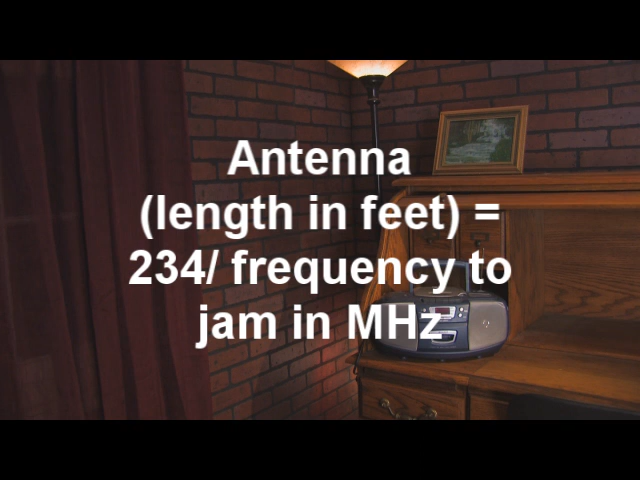 Antenna
(length in feet) =
234/ frequency to
jam in MHz